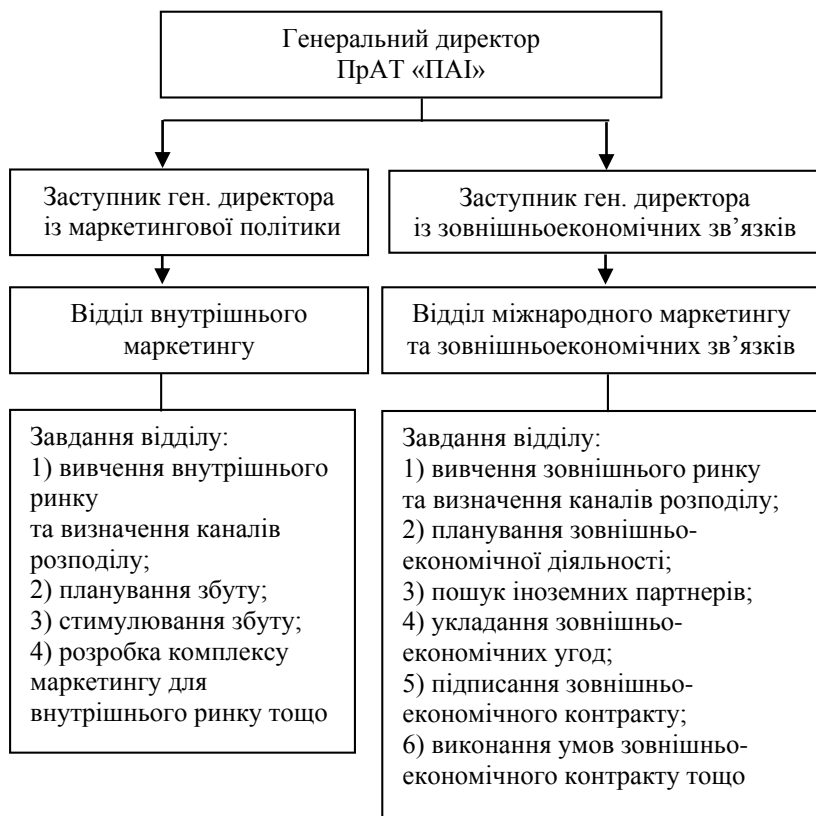 Генеральний директор
ПрАТ «ПАІ»
Заступник ген. директора
із маркетингової політики
Заступник ген. директора
із зовнішньоекономічних зв’язків
Відділ внутрішнього
маркетингу
Відділ міжнародного маркетингу
та зовнішньоекономічних зв’язків
Завдання відділу:
1) вивчення внутрішнього
ринку
та визначення каналів
розподілу;
2) планування збуту;
3) стимулювання збуту;
4) розробка комплексу
маркетингу для
внутрішнього ринку тощо
Завдання відділу:
1) вивчення зовнішнього ринку
та визначення каналів розподілу;
2) планування зовнішньо-
економічної діяльності;
3) пошук іноземних партнерів;
4) укладання зовнішньо-
економічних угод;
5) підписання зовнішньо-
економічного контракту;
6) виконання умов зовнішньо-
економічного контракту тощо